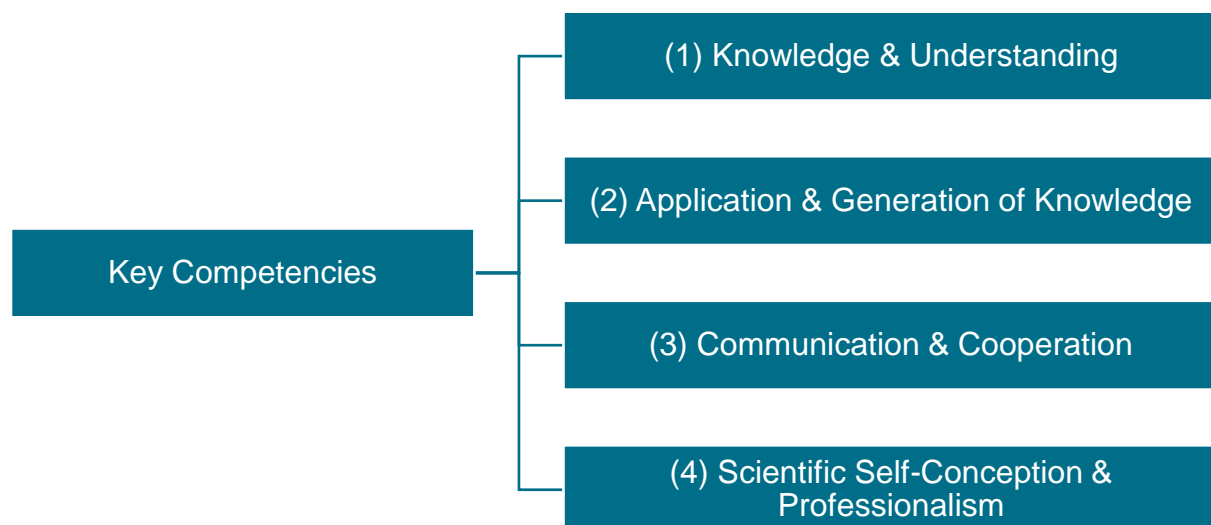 (1) Knowledge & Understanding
(2) Application & Generation of Knowledge
Key Competencies
(3) Communication & Cooperation
(4) Scientific Self-Conception &
Professionalism